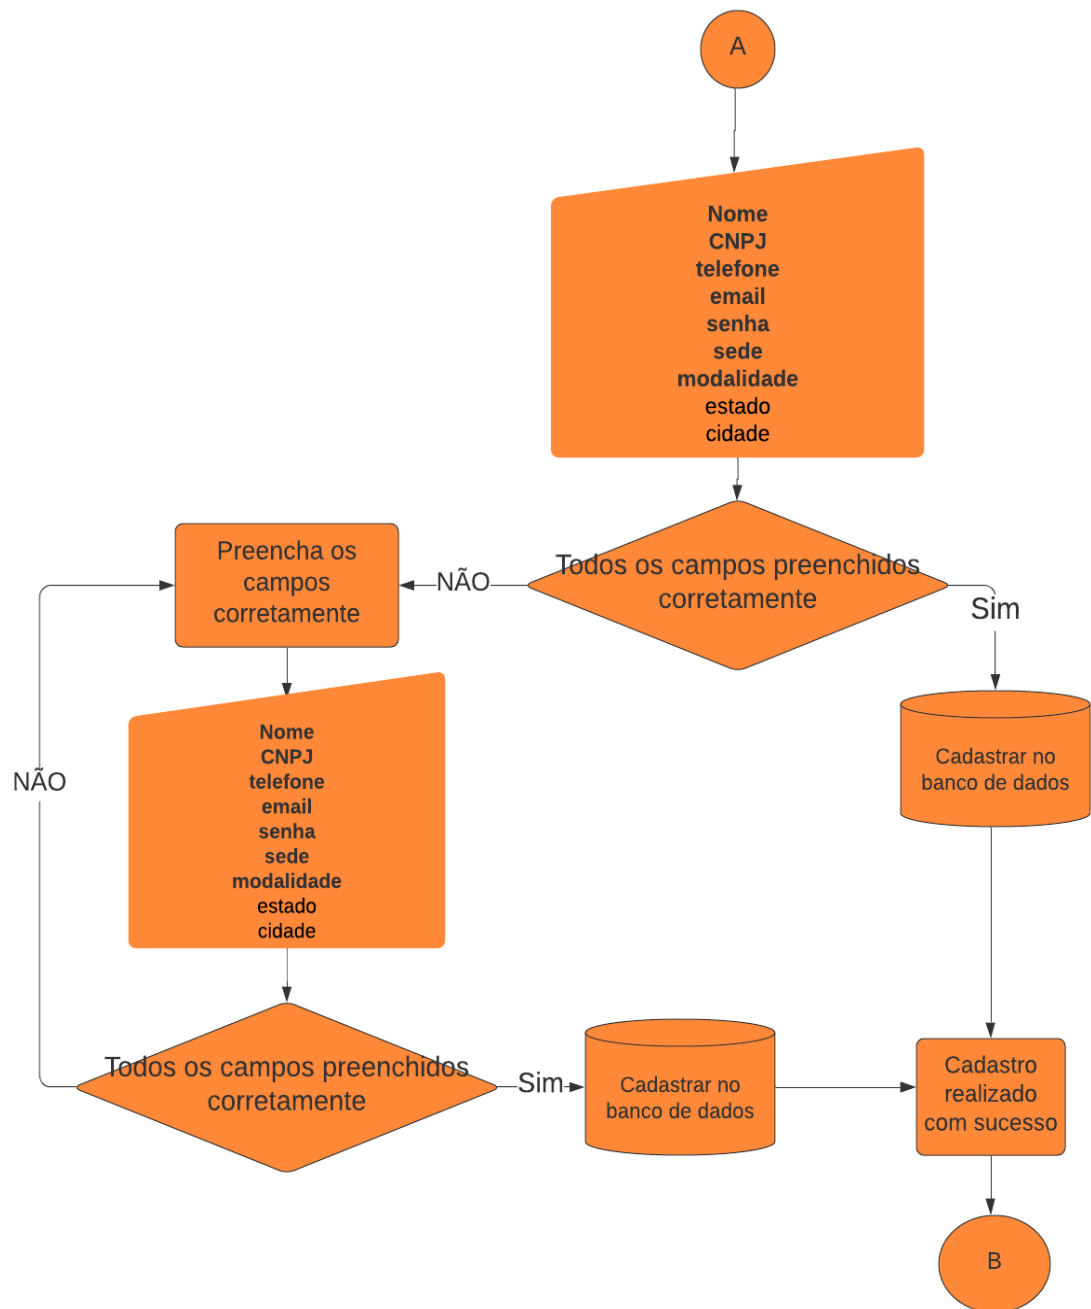 A
Nome
CNPJ
telefone
email
senha
sede
modalidade
estado
cidade
Todos os campos preenchidos
corretamente
NÃO
Sim
Preencha os
campos
corretamente
Nome
CNPJ
telefone
email
senha
sede
modalidade
estado
cidade
NÃO
Cadastrar no
banco de dados
Todos os campos preenchidos
corretamente
Sim
Cadastrar no
banco de dados
Cadastro
realizado
com sucesso
B